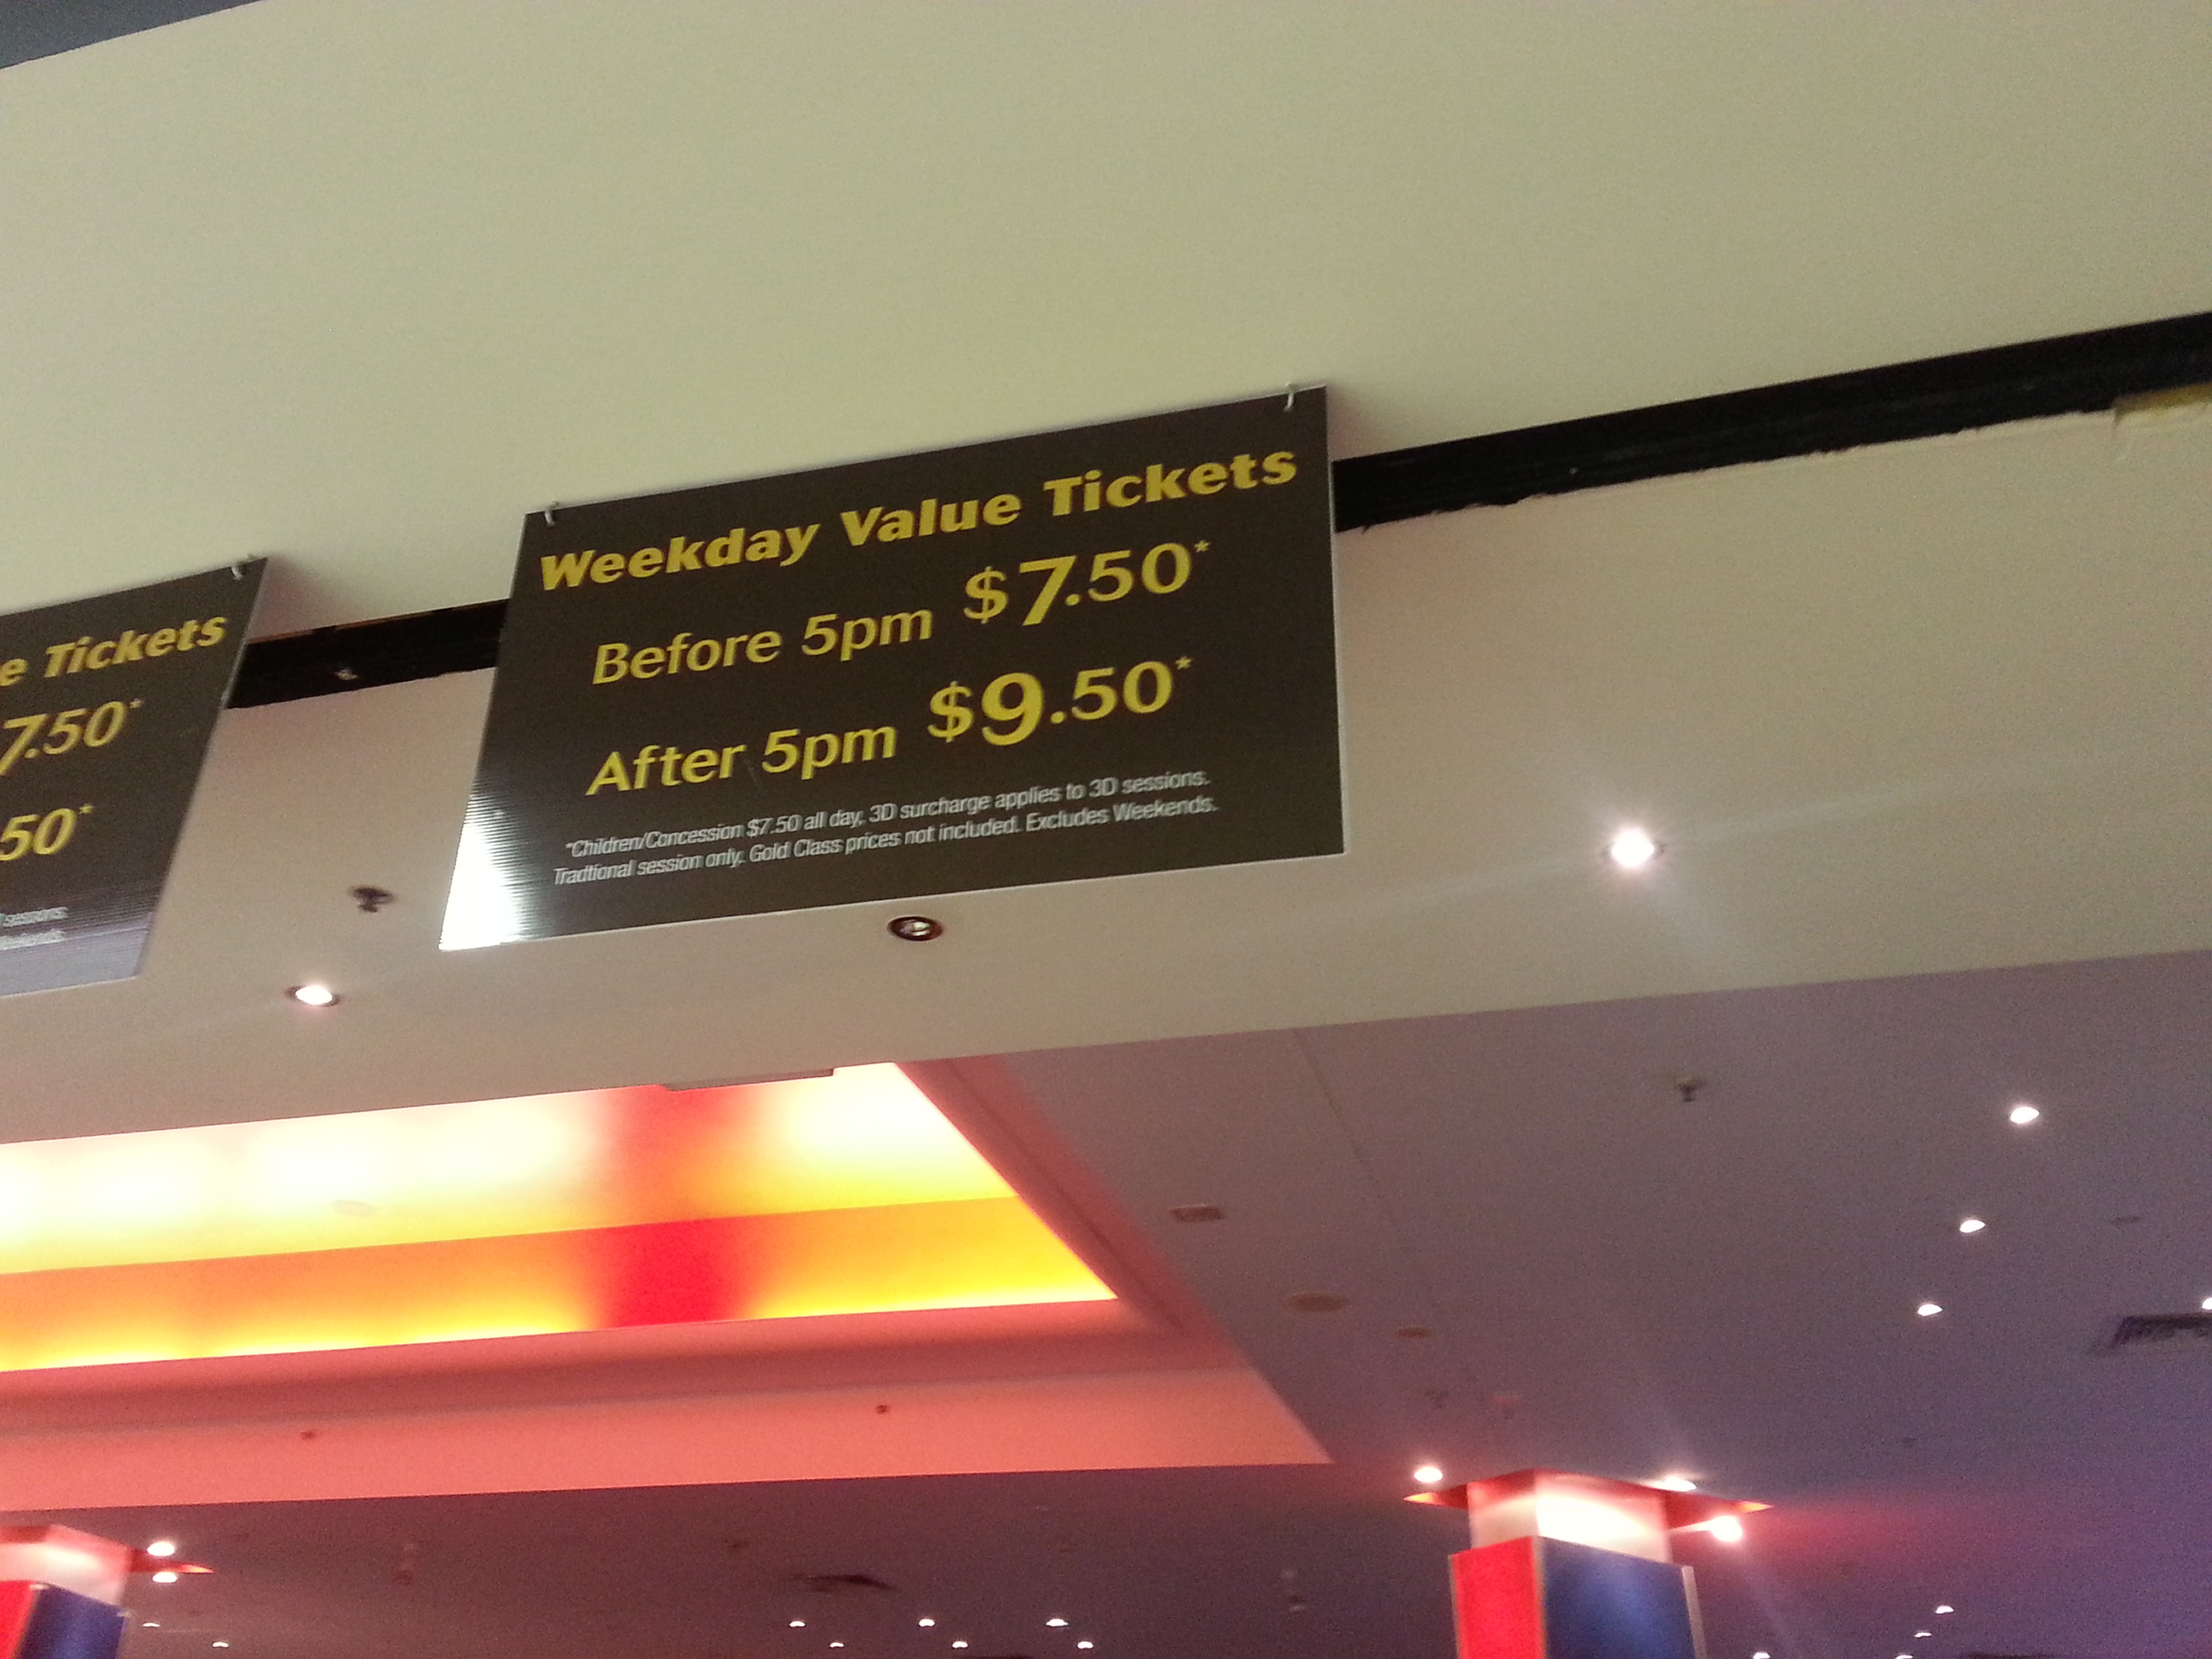 Weekday Value Tickets
Before 5pm $7.50*
After 5pm $9.50*
*Children/Concession $7.50 all day, 3D surcharge applies to 3D sessions.
Tradtional session only. Gold Class prices not included. Excludes Weekends.
e Tickets
7.50*
50*
sessions.